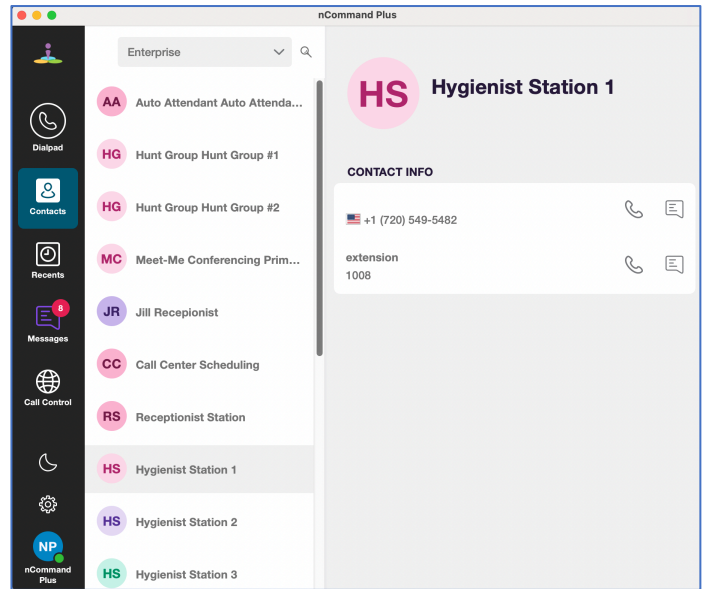 nCommand Plus
Dialpad
Contacts
Recents
8
Messages
Call Control
NP
nCommand
Plus
Enterprise
AA Auto Attendant Auto Attenda...
HG Hunt Group Hunt Group #1
HG Hunt Group Hunt Group #2
MC Meet-Me Conferencing Prim...
JR Jill Recepionist
CC Call Center Scheduling
RS Receptionist Station
HS Hygienist Station 1
HS Hygienist Station 2
HS Hygienist Station 3
HS Hygienist Station 1
CONTACT INFO
+1 (720) 549-5482
extension
1008